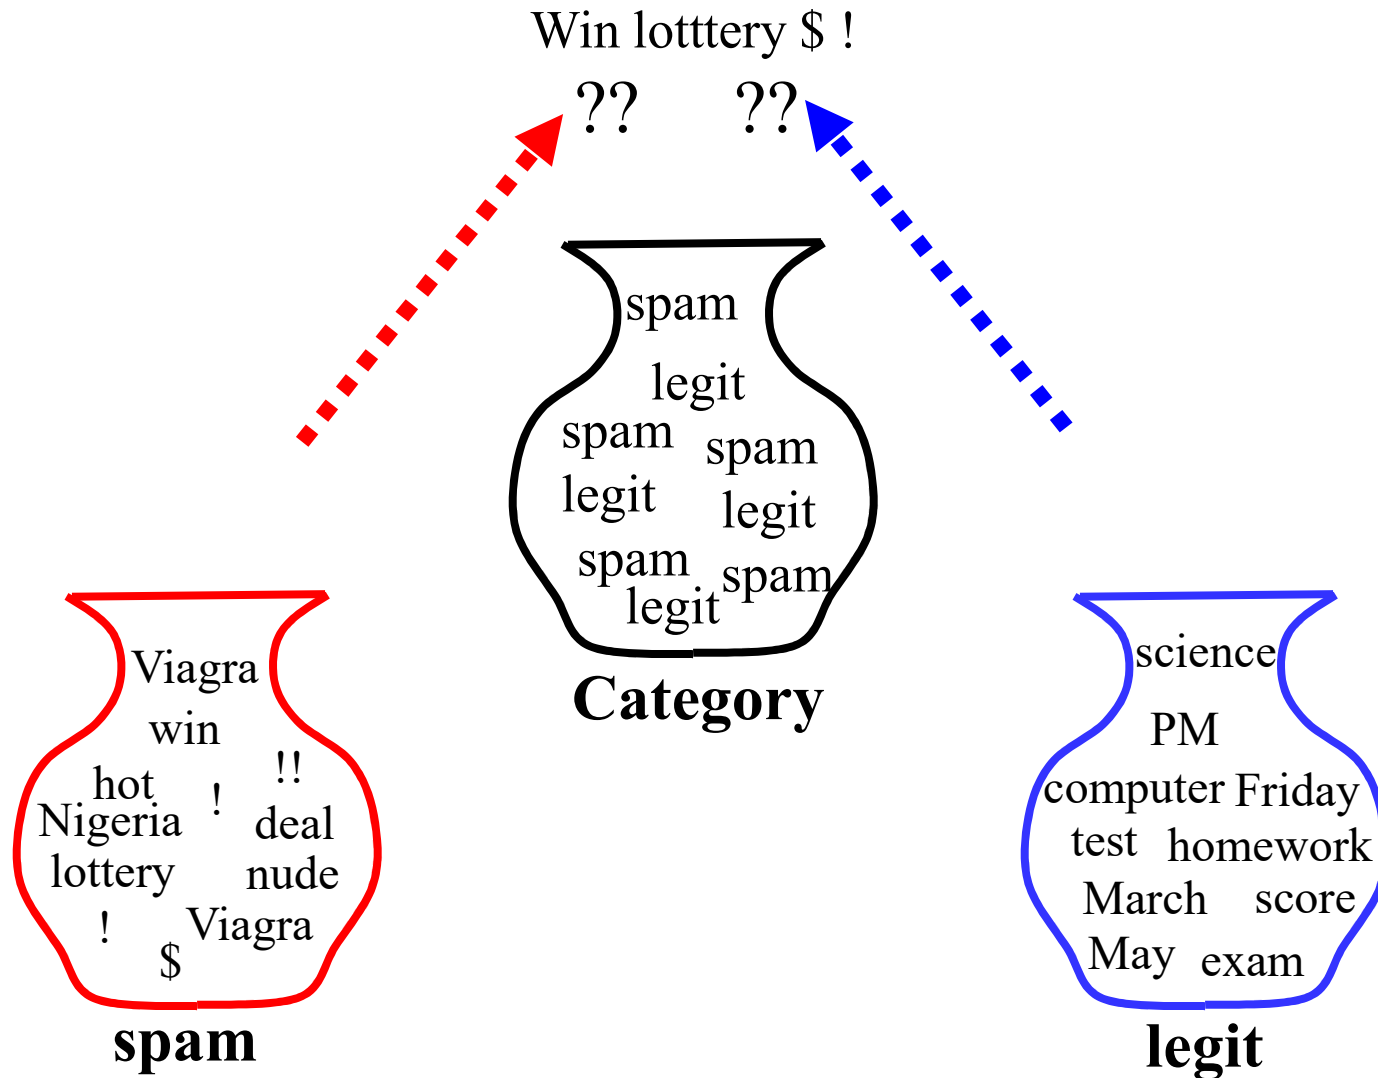 Win lotttery $ !
?? ??
spam
legit
spam spam
legit legit
spam spam
legit
Category
Viagra
win
hot ! !!
Nigeria deal
lottery nude
! Viagra
$
spam
science
PM
computer Friday
test homework
March score
May exam
legit